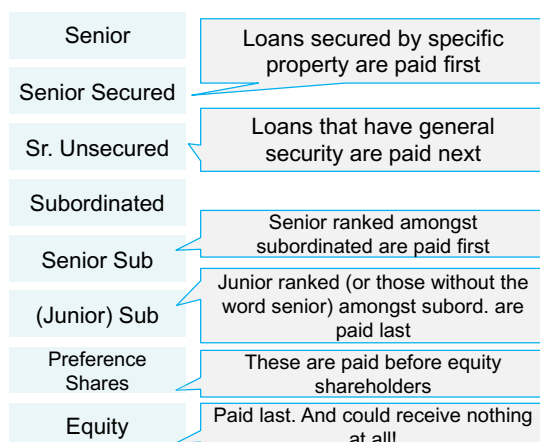 Senior
Loans secured by specific
property are paid first
Senior Secured
Sr. Unsecured
Loans that have general
security are paid next
Subordinated
Senior Sub
Senior ranked amongst
subordinated are paid first
(Junior) Sub
Junior ranked (or those without the
word senior) amongst subord. are
paid last
Preference
Shares
These are paid before equity
shareholders
Equity
Paid last. And could receive nothing
at all!